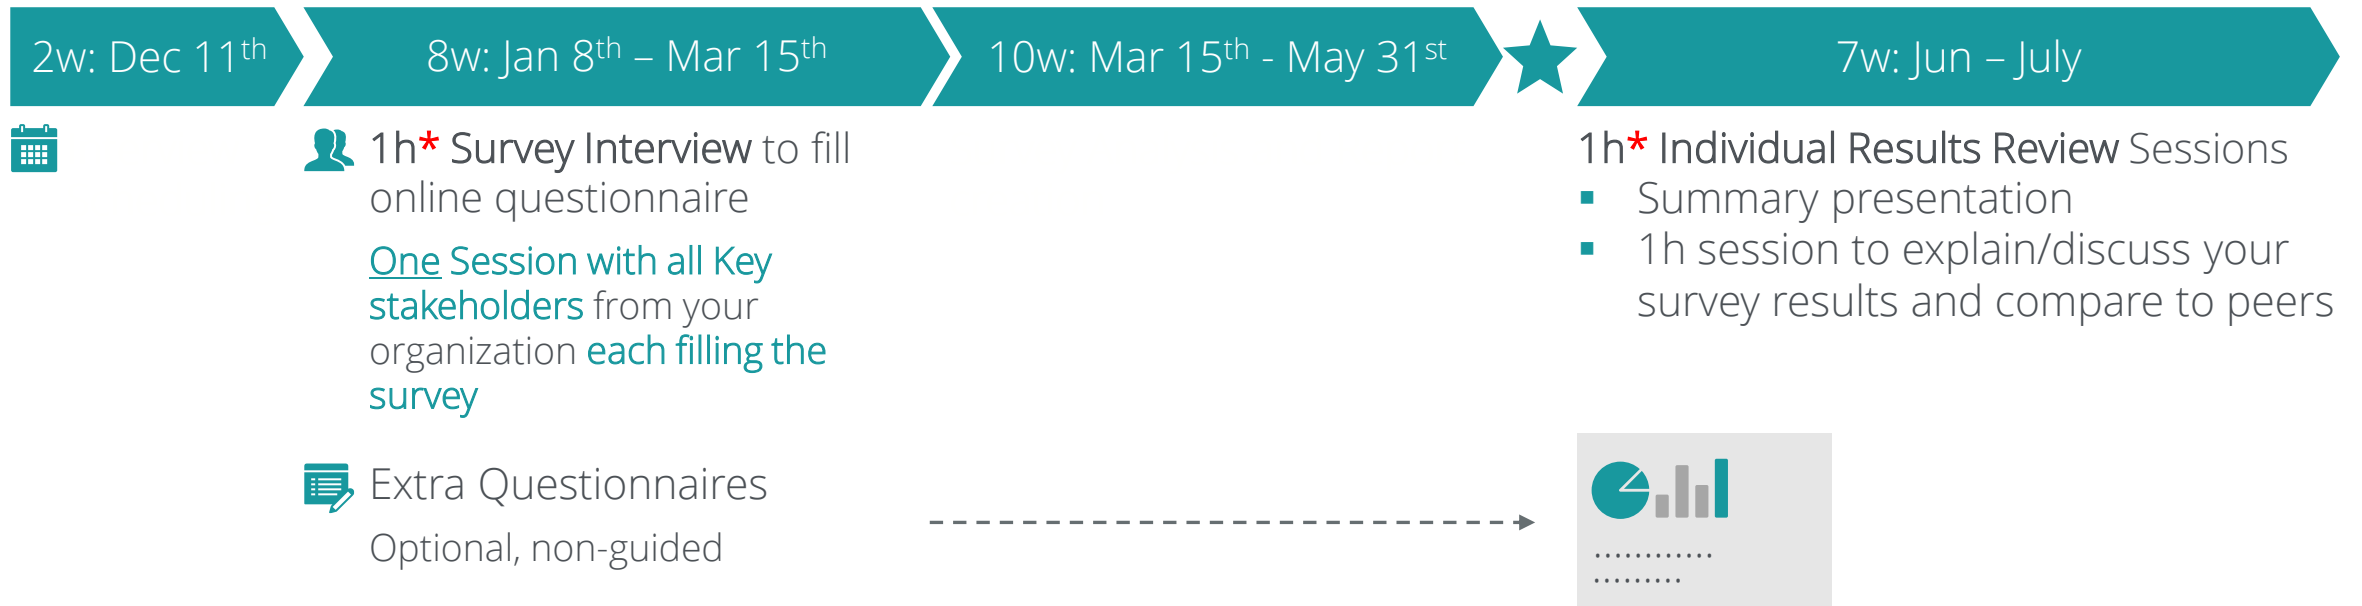 2w: Dec 11th
8w: Jan 8th – Mar 15th
10w: Mar 15th - May 31st
7w: Jun – July
1h* Survey Interview to fill
online questionnaire
One Session with all Key
stakeholders from your
organization each filling the
survey
Extra Questionnaires
Optional, non-guided
1h* Individual Results Review Sessions
▪ Summary presentation
▪ 1h session to explain/discuss your
survey results and compare to peers